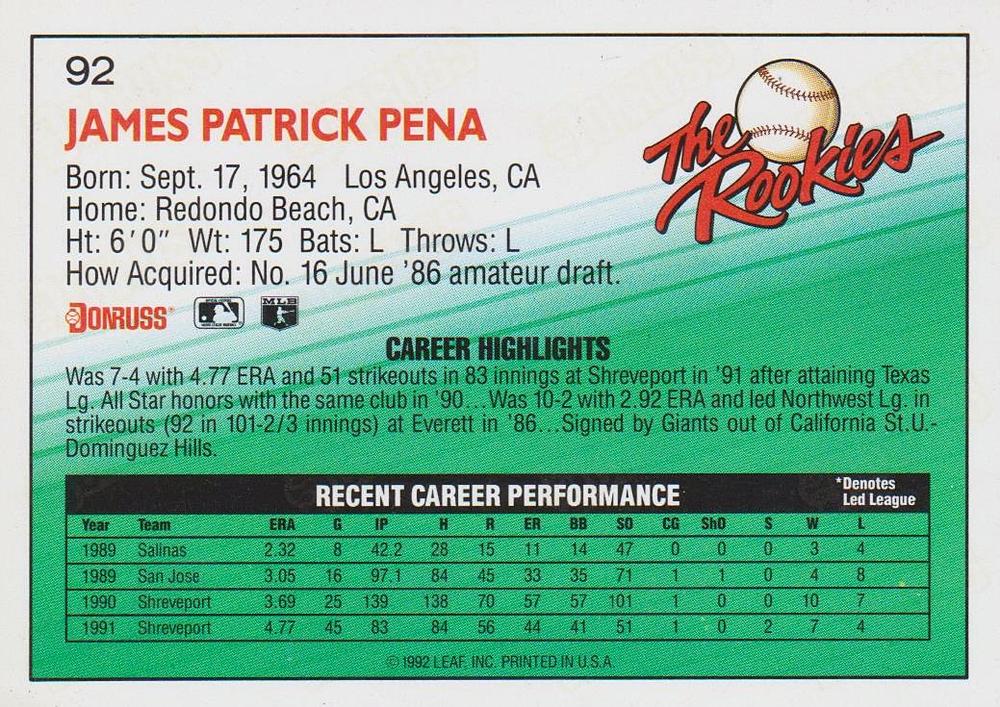 92
JAMES PATRICK PENA
The Rookies
Born: Sept. 17, 1964 Los Angeles, CA
Home: Redondo Beach, CA
Ht: 6'0" Wt: 175 Bats: L Throws: L
How Acquired: No. 16 June '86 amateur draft.
DONRUSS MLB
CAREER HIGHLIGHTS
Was 7-4 with 4.77 ERA and 51 strikeouts in 83 innings at Shreveport in '91 after attaining Texas
Lg. All Star honors with the same club in '90...Was 10-2 with 2.92 ERA and led Northwest Lg. in
strikeouts (92 in 101-2/3 innings) at Everett in '86...Signed by Giants out of California St.U.-
Dominguez Hills.
RECENT CAREER PERFORMANCE
*Denotes
Led League
Year Team ERA G IP H R ER BB SO CG ShO S W L
1989 Salinas 2.32 8 42.2 28 15 11 14 47 0 0 0 3 4
1989 San Jose 3.05 16 97.1 84 45 33 35 71 1 1 0 4 8
1990 Shreveport 3.69 25 139 138 70 57 57 101 1 0 0 10 7
1991 Shreveport 4.77 45 83 84 56 44 41 51 1 0 2 7 4
© 1992 LEAF, INC. PRINTED IN U.S.A.